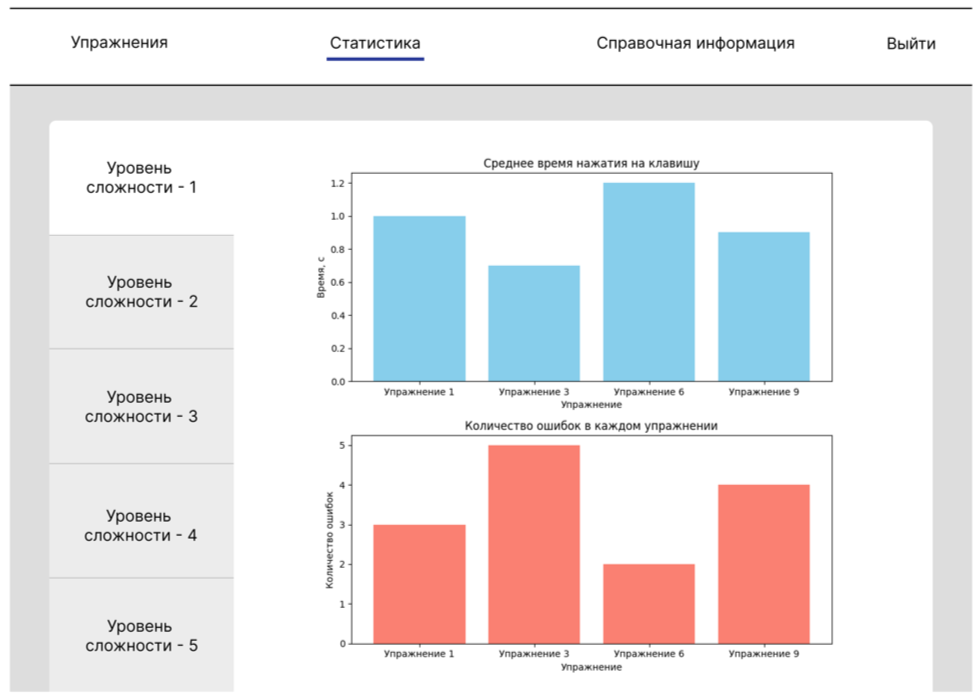 Упражнения
Статистика
Справочная информация
Выйти
Уровень
сложности - 1
Уровень
сложности - 2
Уровень
сложности - 3
Уровень
сложности - 4
Уровень
сложности - 5
Среднее время нажатия на клавишу
Время, с
1.2
1.0
0.8
0.6
0.4
0.2
0.0
Упражнение 1
Упражнение 3
Упражнение 6
Упражнение 9
Упражнение
Количество ошибок в каждом упражнении
Количество ошибок
5
4
3
2
1
0
Упражнение 1
Упражнение 3
Упражнение 6
Упражнение 9
Упражнение